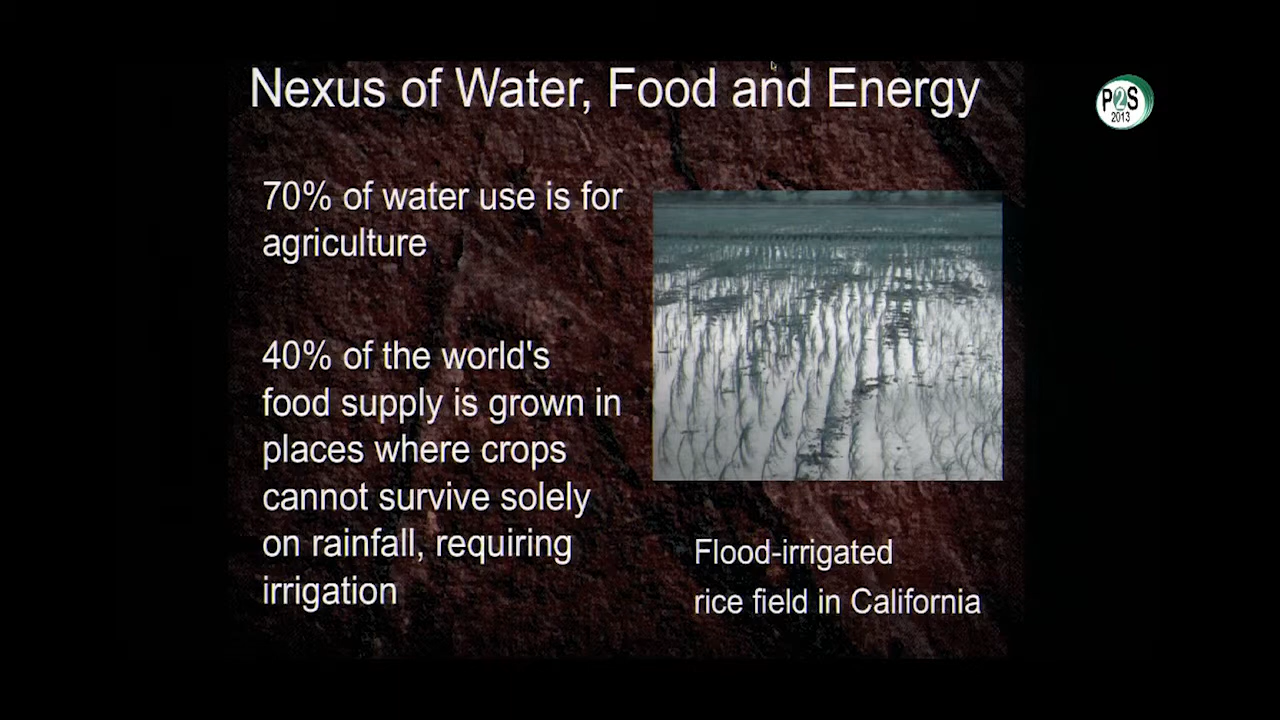 Nexus of Water, Food and Energy
P2S
2013
70% of water use is for
agriculture
40% of the world's
food supply is grown in
places where crops
cannot survive solely
on rainfall, requiring
irrigation
Flood-irrigated
rice field in California